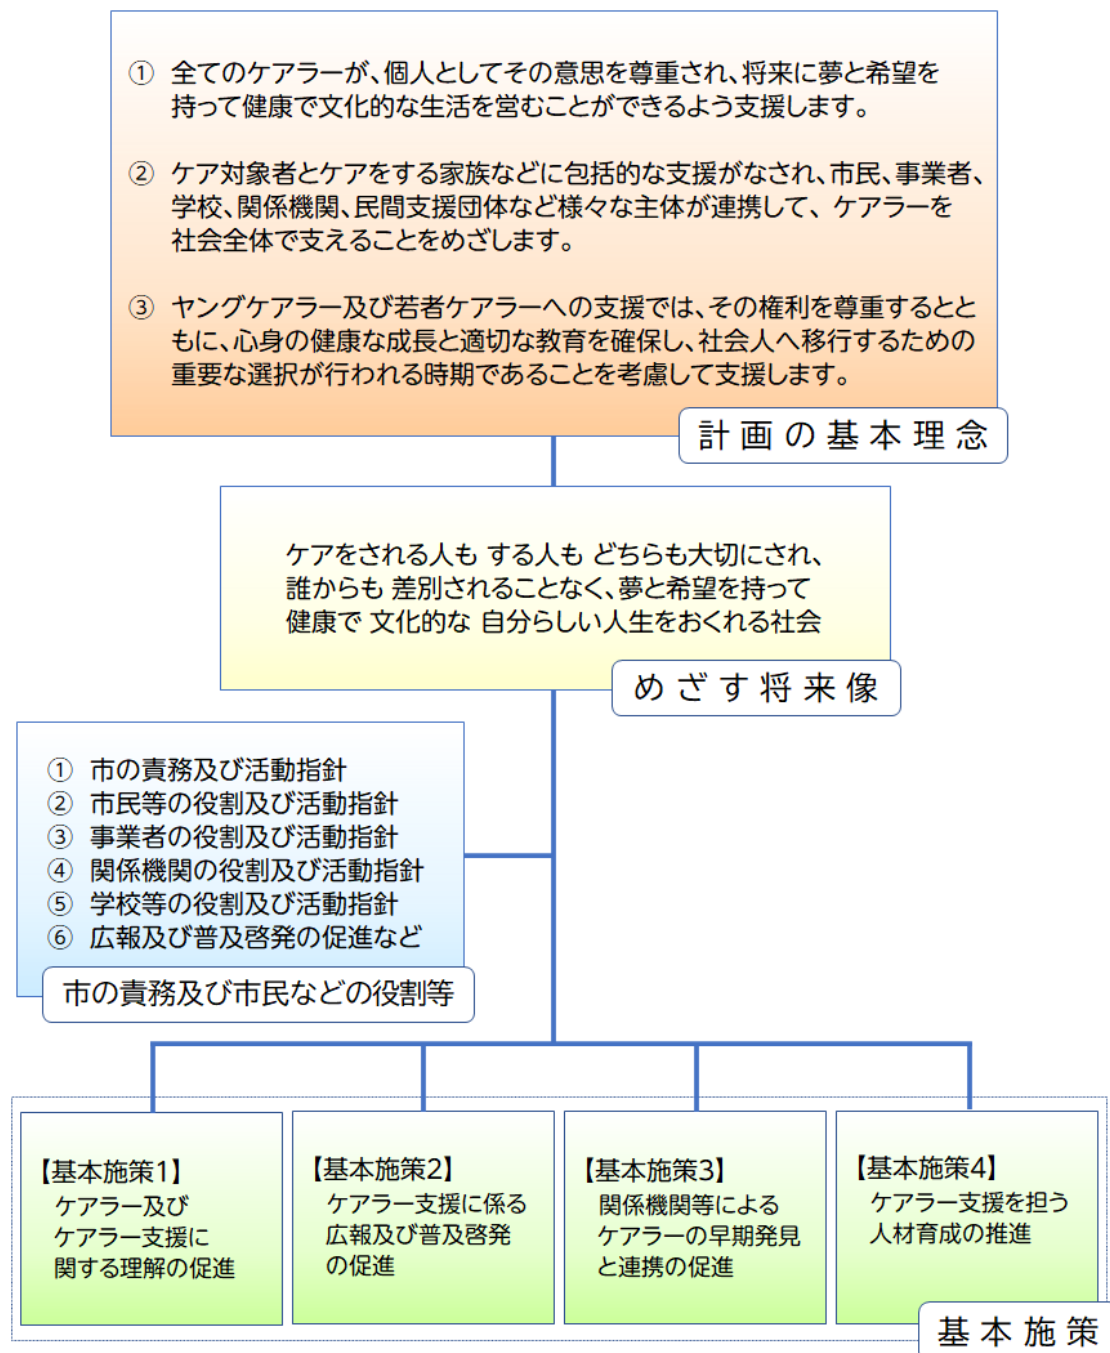 ① 全てのケアラーが、個人としてその意思を尊重され、将来に夢と希望を
持って健康で文化的な生活を営むことができるよう支援します。
② ケア対象者とケアをする家族などに包括的な支援がなされ、市民、事業者、
学校、関係機関、民間支援団体など様々な主体が連携して、ケアラーを
社会全体で支えることをめざします。
③ ヤングケアラー及び若者ケアラーへの支援では、その権利を尊重するとと
もに、心身の健康な成長と適切な教育を確保し、社会人へ移行するための
重要な選択が行われる時期であることを考慮して支援します。
計画の基本理念
ケアをされる人も する人も どちらも大切にされ、
誰からも 差別されることなく、夢と希望を持って
健康で 文化的な 自分らしい人生をおくれる社会
めざす将来像
① 市の責務及び活動指針
② 市民等の役割及び活動指針
③ 事業者の役割及び活動指針
④ 関係機関の役割及び活動指針
⑤ 学校等の役割及び活動指針
⑥ 広報及び普及啓発の促進など
市の責務及び市民などの役割等
【基本施策1】
ケアラー及び
ケアラー支援に
関する理解の促進
【基本施策2】
ケアラー支援に係る
広報及び普及啓発
の促進
【基本施策3】
関係機関等による
ケアラーの早期発見
と連携の促進
【基本施策4】
ケアラー支援を担う
人材育成の推進
基本施策